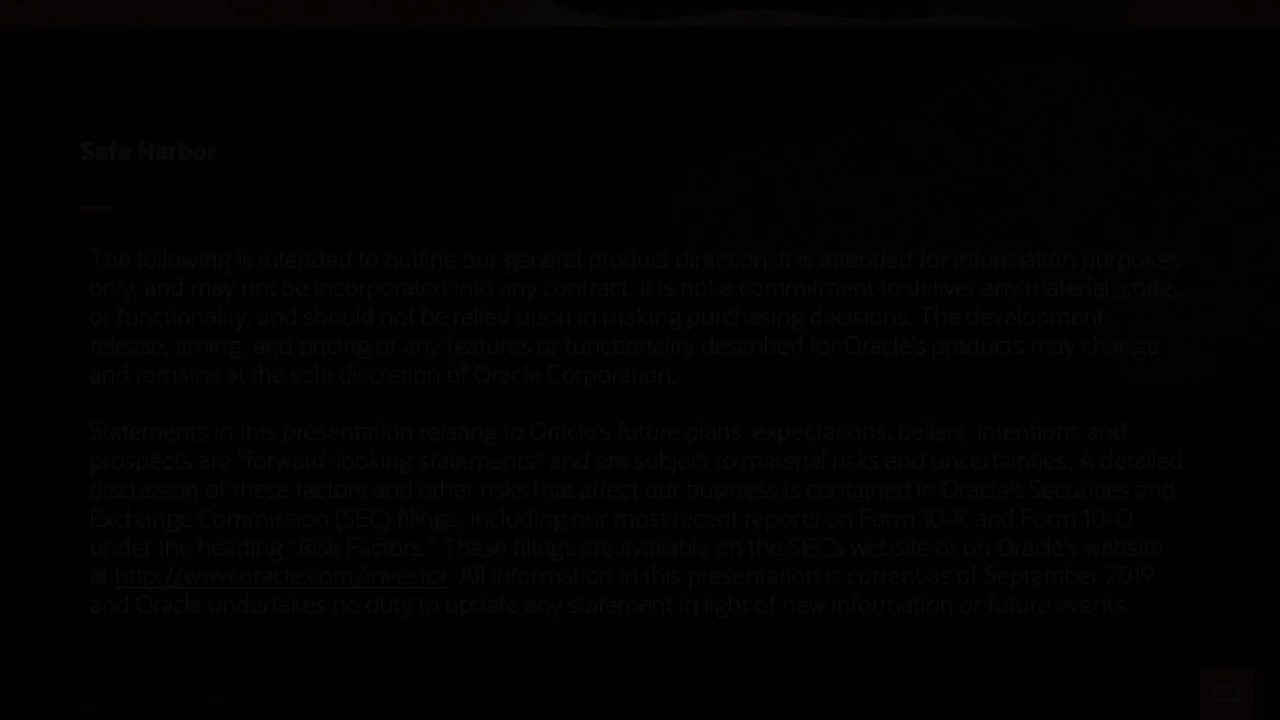 Safe Harbor
The following is intended to outline our general product direction. It is intended for information purposes
only, and may not be incorporated into any contract. It is not a commitment to deliver any material, code,
or functionality, and should not be relied upon in making purchasing decisions. The development,
release, timing, and pricing of any features or functionality described for Oracle's products may change
and remains at the sole discretion of Oracle Corporation.
Statements in this presentation relating to Oracle's future plans, expectations, beliefs, intentions and
prospects are "forward-looking statements" and are subject to material risks and uncertainties. A detailed
discussion of these factors and other risks that affect our business is contained in Oracle's Securities and
Exchange Commission (SEC) filings, including our most recent reports on Form 10-K and Form 10-Q
under the heading "Risk Factors." These filings are available on the SEC's website or on Oracle's website
at http://www.oracle.com/investor. All information in this presentation is current as of September 2019
and Oracle undertakes no duty to update any statement in light of new information or future events.